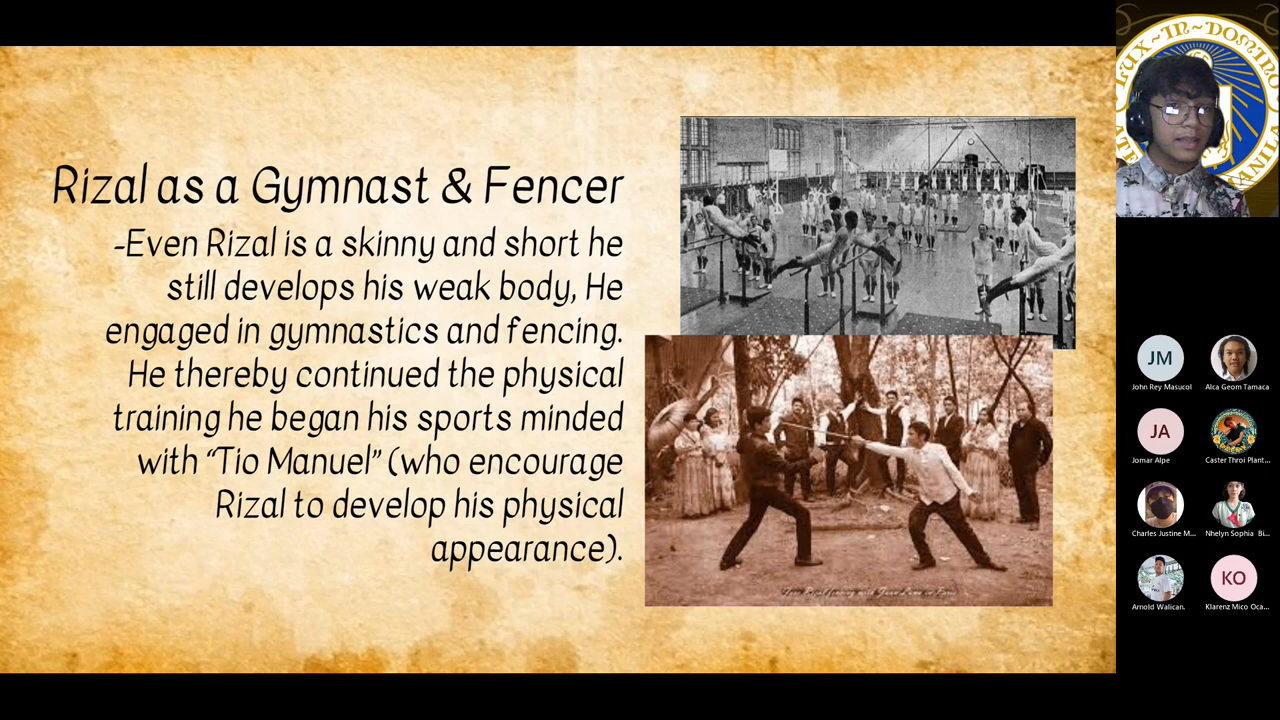 Rizal as a Gymnast & Fencer
-Even Rizal is a skinny and short he
still develops his weak body, He
engaged in gymnastics and fencing.
He thereby continued the physical
training he began his sports minded
with “Tio Manuel” (who encourage
Rizal to develop his physical
appearance).
LUX~IN~DOMINO
JM
John Rey Masucol
Alca Geom Tamaca
JA
Jomar Alpe
Caster Throi Plant...
Charles Justine M...
Nhelyn Sophia Bi...
Arnold Walican.
KO
Klarenz Mico Oca...